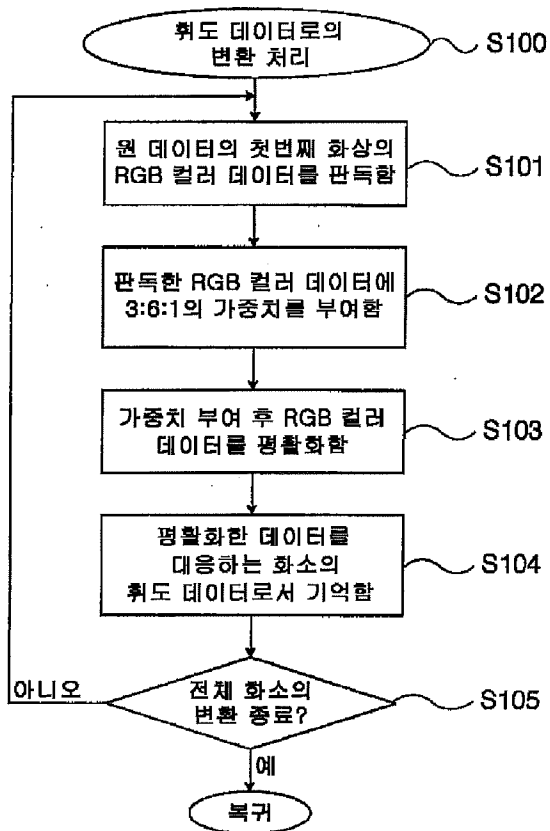 휘도 데이터로의
변환 처리
S100
원 데이터의 첫번째 화상의
RGB 컬러 데이터를 판독함
S101
판독한 RGB 컬러 데이터에
3:6:1의 가중치를 부여함
S102
가중치 부여 후 RGB 컬러
데이터를 평활화함
S103
평활화한 데이터를
대응하는 화소의
휘도 데이터로서 기억함
S104
아니오
전체 화소의
변환 종료?
S105
예
복귀